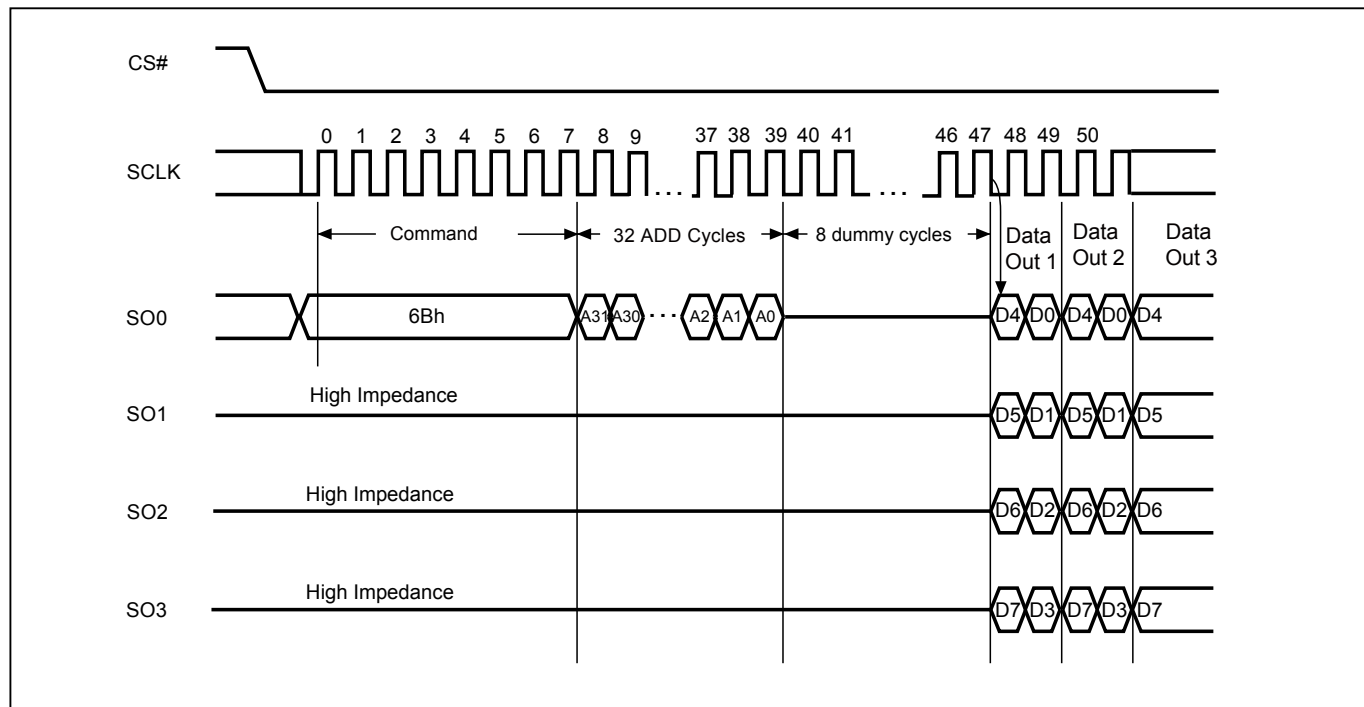 CS#
0 1 2 3 4 5 6 7 8 9 37 38 39 40 41 46 47 48 49 50
SCLK
Command 32 ADD Cycles 8 dummy cycles Data Out 1 Data Out 2 Data Out 3
SO0 6Bh A31 A30 A2 A1 A0 D4 D0 D4 D0 D4
High Impedance
SO1 D5 D1 D5 D1 D5
High Impedance
SO2 D6 D2 D6 D2 D6
High Impedance
SO3 D7 D3 D7 D3 D7